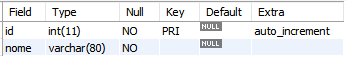 Field Type Null Key Default Extra
id int(11) NO PRI NULL auto_increment
nome varchar(80) NO NULL